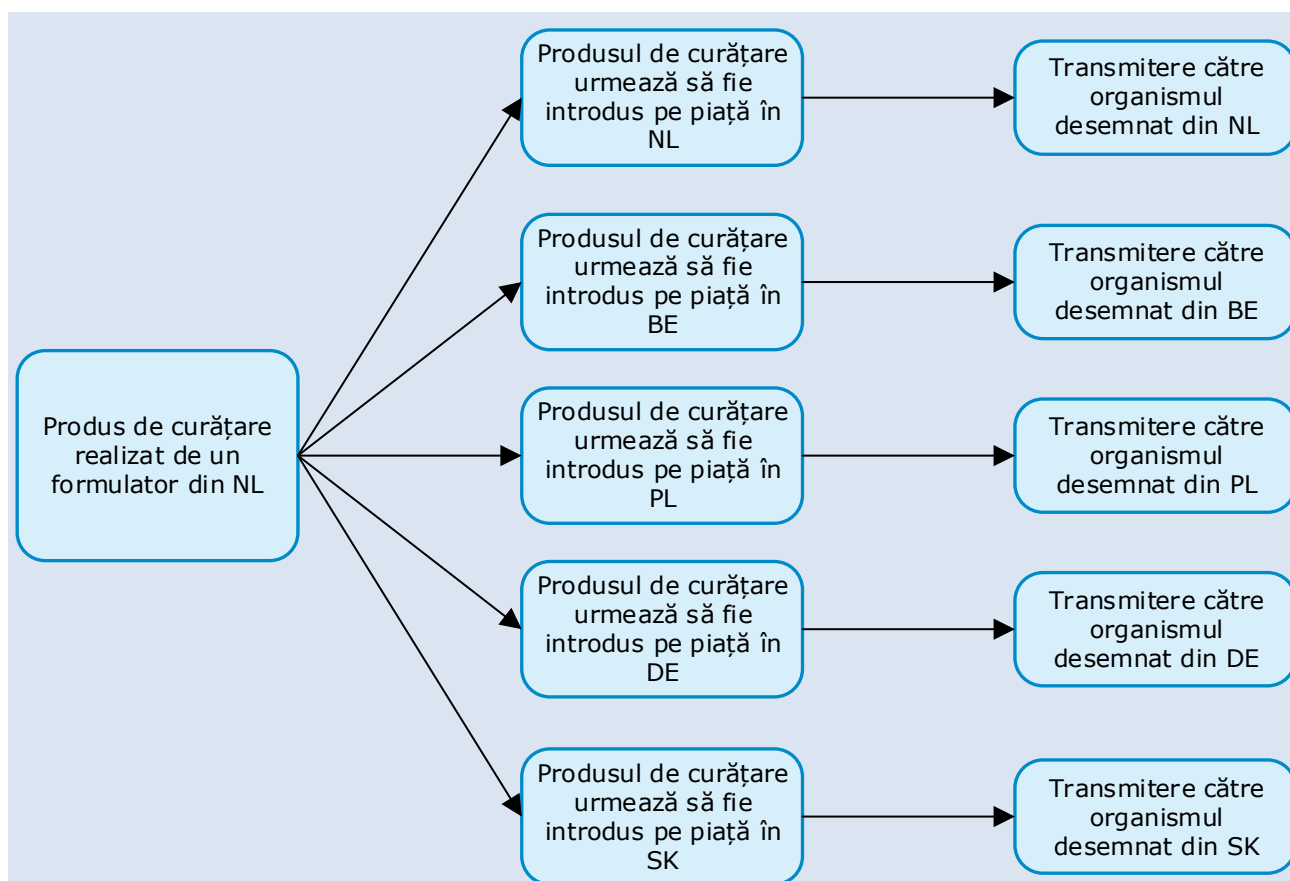 Produs de curățare
realizat de un
formulator din NL
Produsul de curățare
urmează să fie
introdus pe piață în
NL
Transmitere către
organismul
desemnat din NL
Produsul de curățare
urmează să fie
introdus pe piață în
BE
Transmitere către
organismul
desemnat din BE
Produsul de curățare
urmează să fie
introdus pe piață în
PL
Transmitere către
organismul
desemnat din PL
Produsul de curățare
urmează să fie
introdus pe piață în
DE
Transmitere către
organismul
desemnat din DE
Produsul de curățare
urmează să fie
introdus pe piață în
SK
Transmitere către
organismul
desemnat din SK